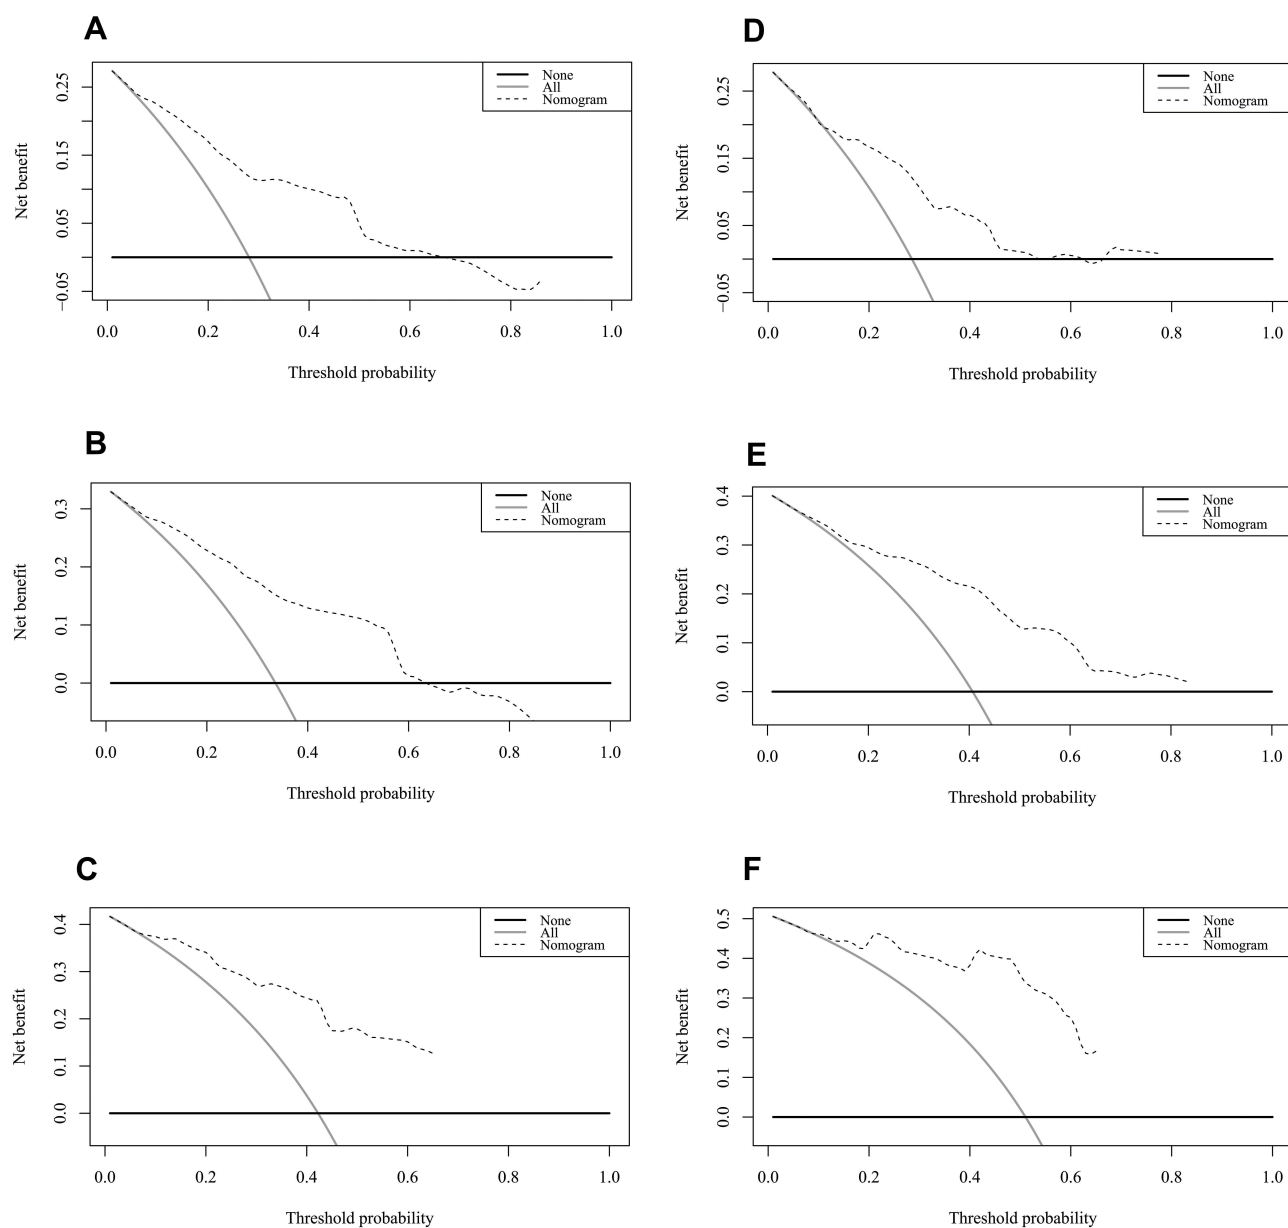 A
None
All
Nomogram
Net benefit
0.25
0.15
0.05
−0.05
0.0 0.2 0.4 0.6 0.8 1.0
Threshold probability
D
None
All
Nomogram
Net benefit
0.25
0.15
0.05
−0.05
0.0 0.2 0.4 0.6 0.8 1.0
Threshold probability
B
None
All
Nomogram
Net benefit
0.3
0.2
0.1
0.0
0.0 0.2 0.4 0.6 0.8 1.0
Threshold probability
E
None
All
Nomogram
Net benefit
0.4
0.3
0.2
0.1
0.0
0.0 0.2 0.4 0.6 0.8 1.0
Threshold probability
C
None
All
Nomogram
Net benefit
0.4
0.3
0.2
0.1
0.0
0.0 0.2 0.4 0.6 0.8 1.0
Threshold probability
F
None
All
Nomogram
Net benefit
0.5
0.4
0.3
0.2
0.1
0.0
0.0 0.2 0.4 0.6 0.8 1.0
Threshold probability